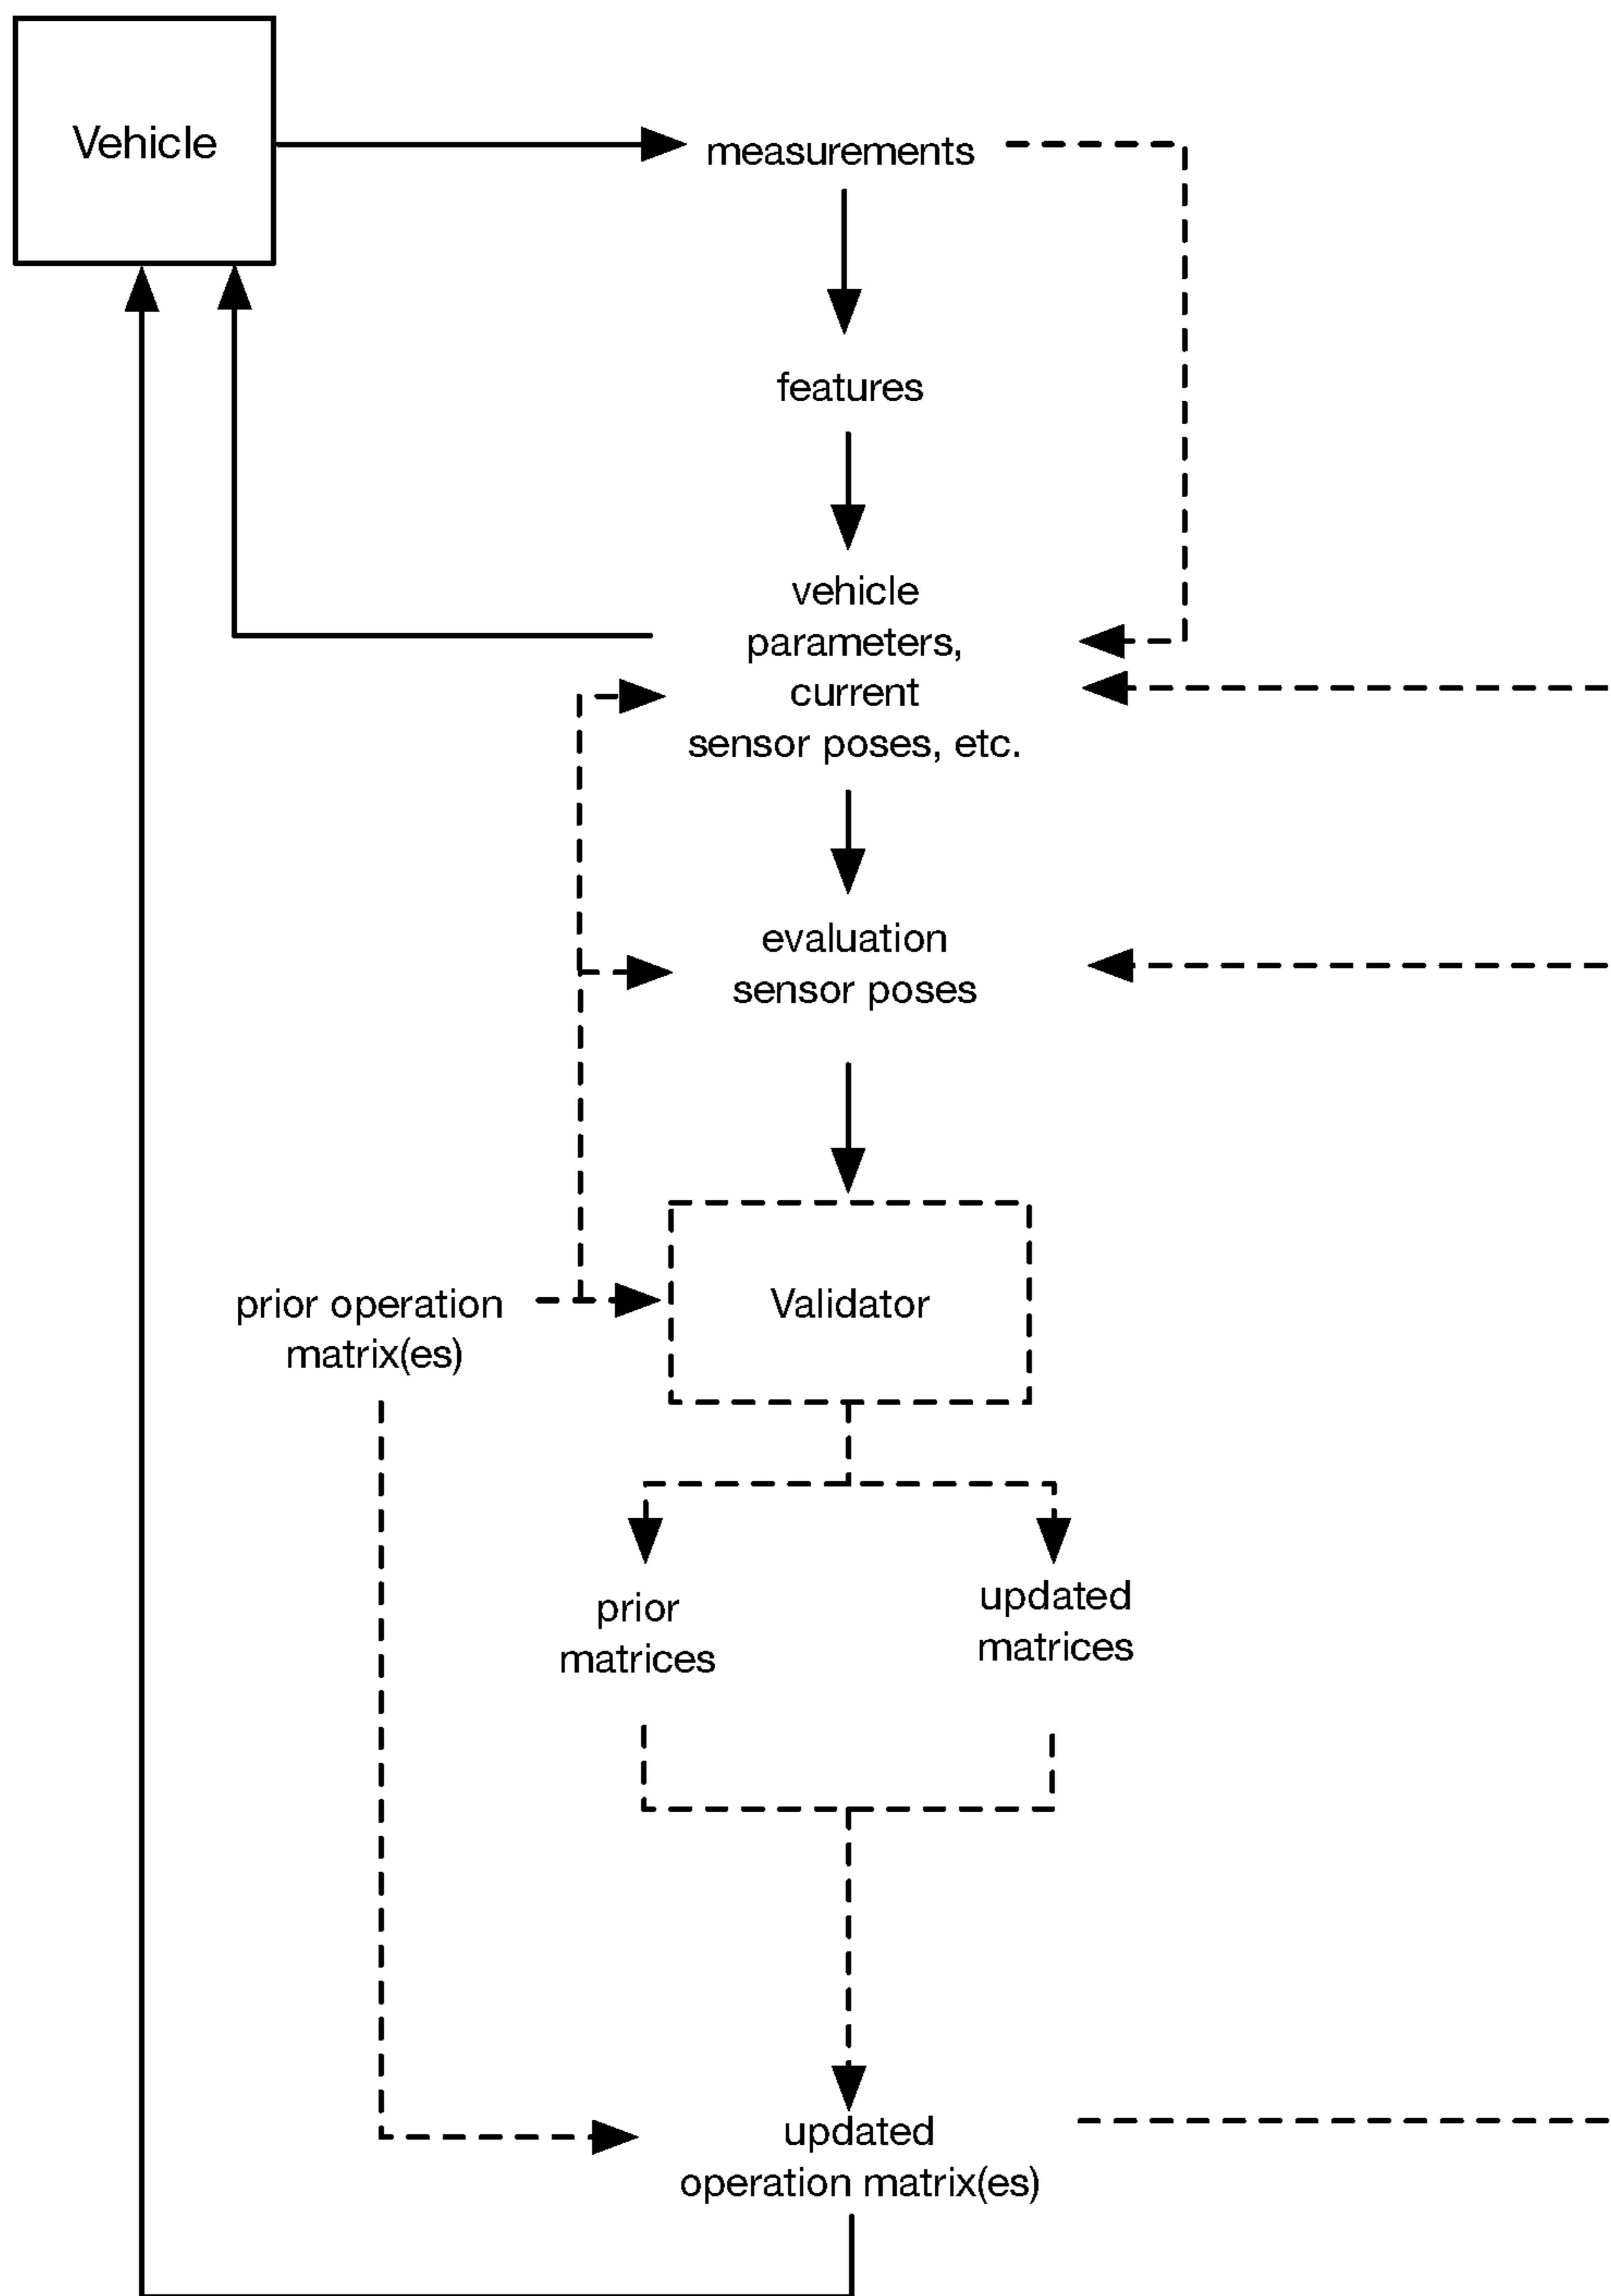 Vehicle
measurements
features
vehicle
parameters,
current
sensor poses, etc.
evaluation
sensor poses
prior operation
matrix(es)
Validator
prior
matrices
updated
matrices
updated
operation matrix(es)